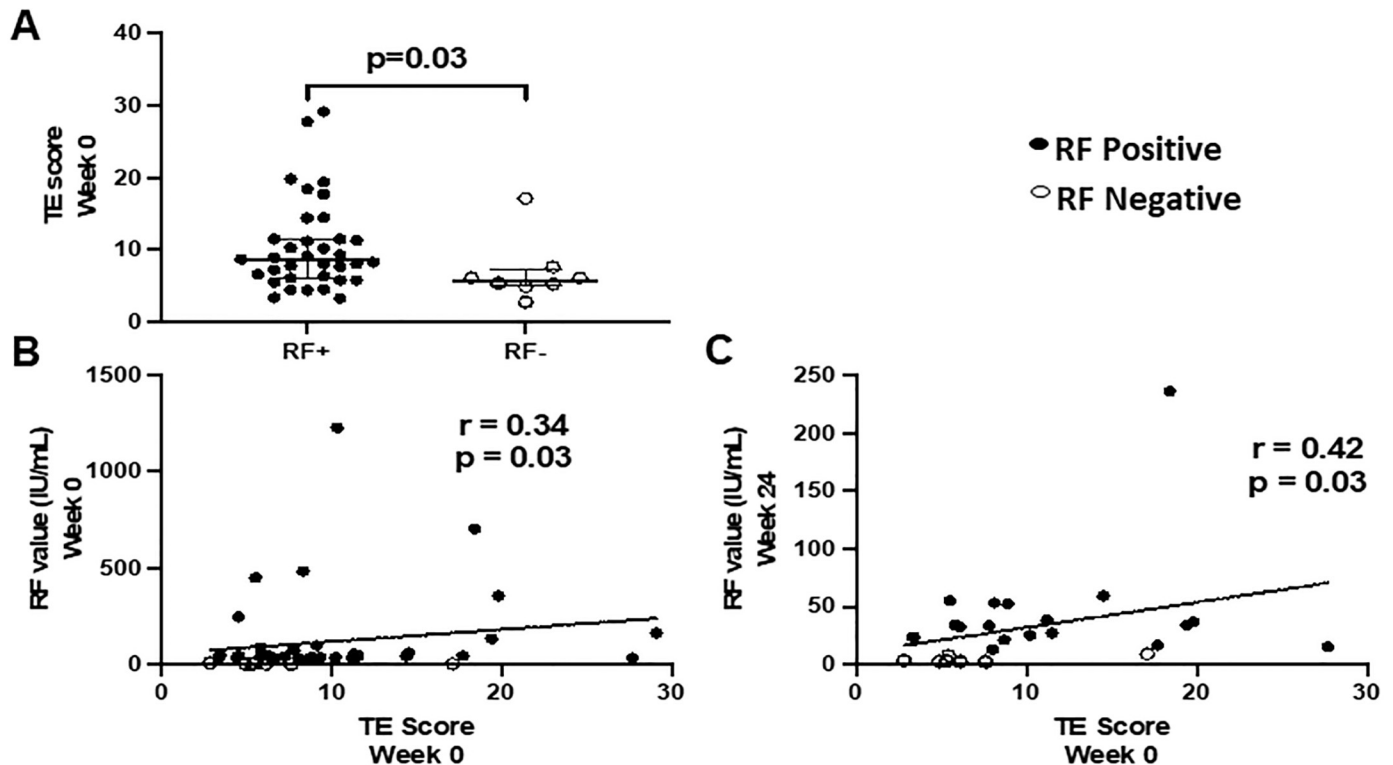 A
40
30
20
10
0
TE score
Week 0
p=0.03
RF+
RF-
RF Positive
RF Negative
B
1500
1000
500
0
RF value (IU/mL)
Week 0
r = 0.34
p = 0.03
0
10
20
30
TE Score
Week 0
C
250
200
150
100
50
0
RF value (IU/mL)
Week 24
r = 0.42
p = 0.03
0
10
20
30
TE Score
Week 0